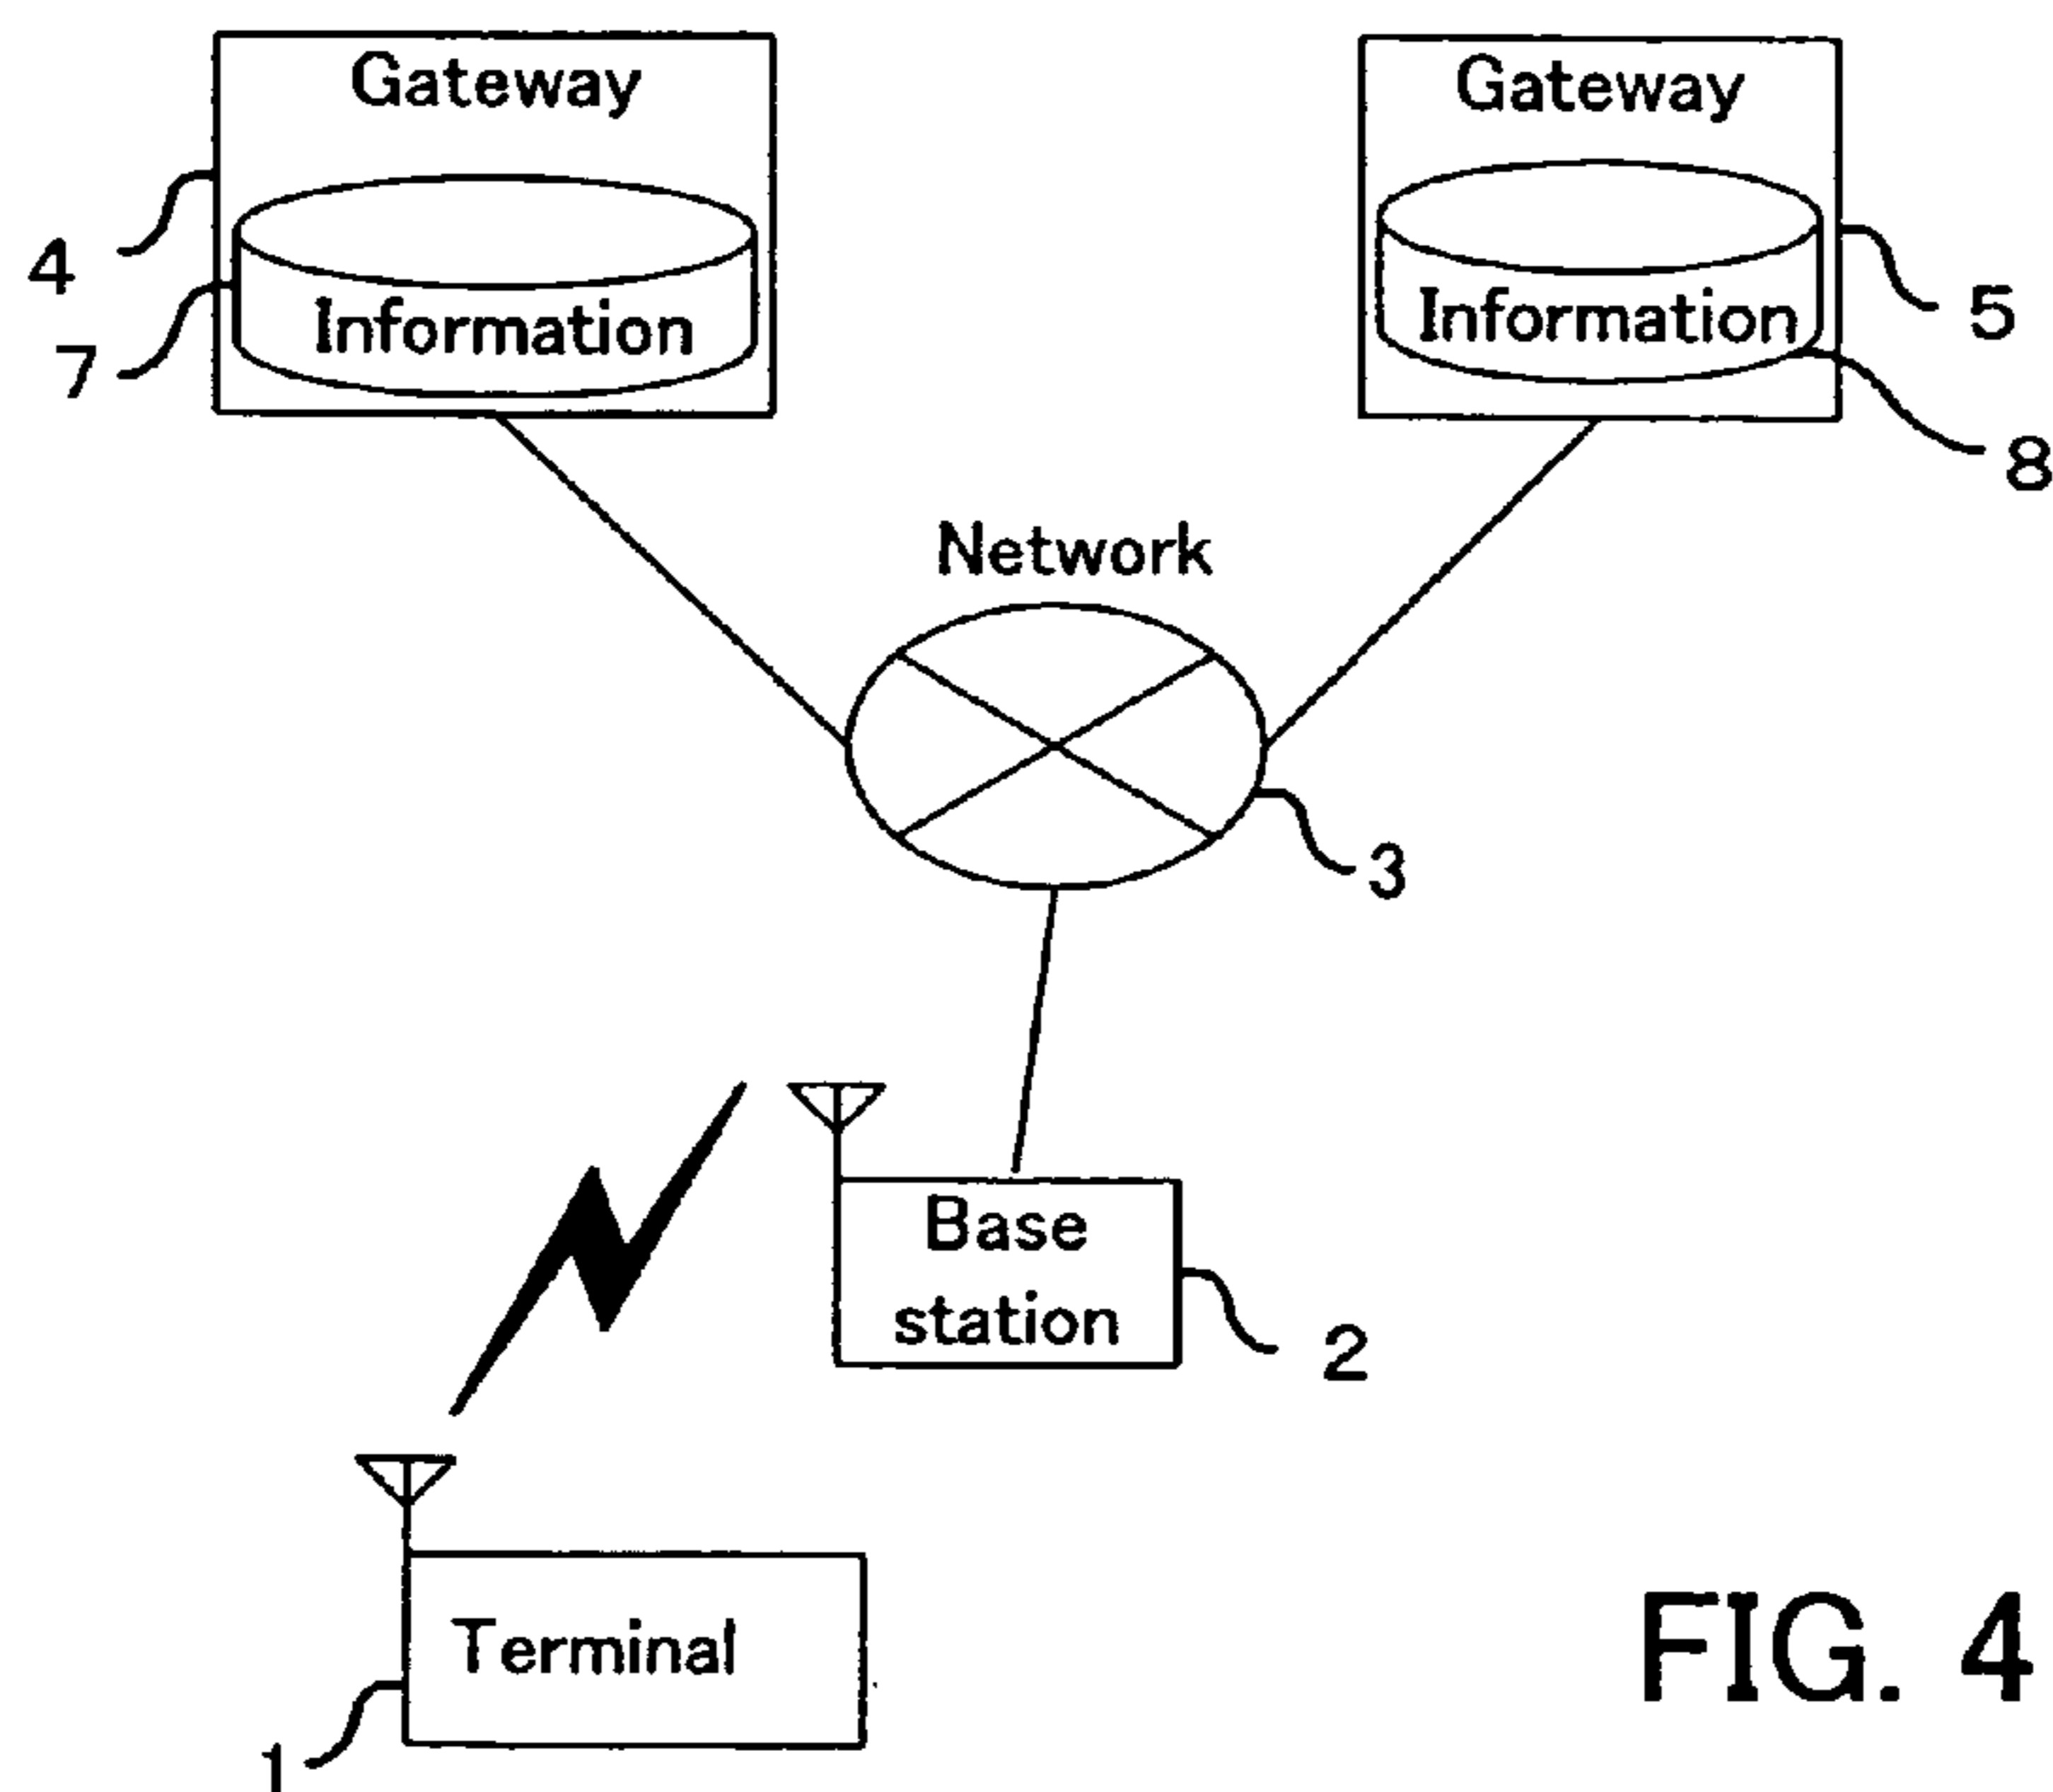 Gateway
Gateway
4
Information
7
Information
5
8
Network
3
Base
station
2
Terminal
1
FIG. 4